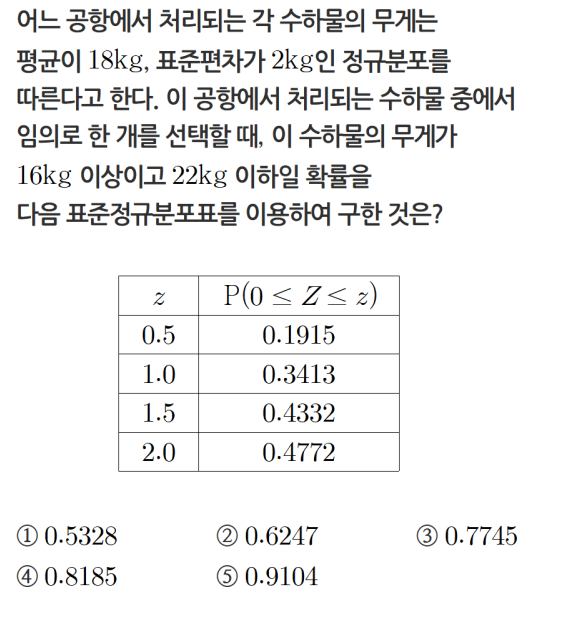 어느 공항에서 처리되는 각 수하물의 무게는
평균이 18kg, 표준편차가 2kg인 정규분포를
따른다고 한다. 이 공항에서 처리되는 수하물 중에서
임의로 한 개를 선택할 때, 이 수하물의 무게가
16kg 이상이고 22kg 이하일 확률을
다음 표준정규분포표를 이용하여 구한 것은?
z P(0 ≤ Z ≤ z)
0.5 0.1915
1.0 0.3413
1.5 0.4332
2.0 0.4772
① 0.5328 ② 0.6247 ③ 0.7745
④ 0.8185 ⑤ 0.9104